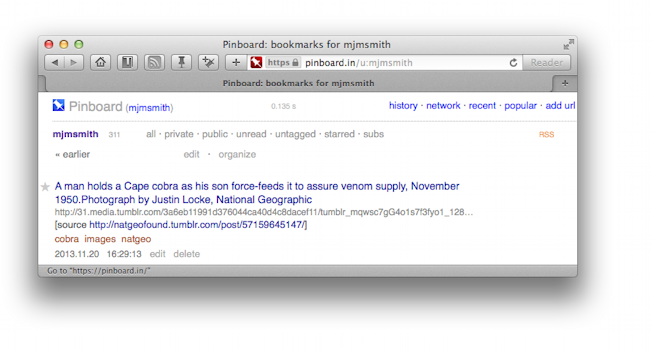 Pinboard: bookmarks for mjmsmith
https pinboard.in/u:mjmsmith Reader
Pinboard: bookmarks for mjmsmith
Pinboard (mjmsmith) 0.135 s history · network · recent · popular · add url
mjmsmith 311 all · private · public · unread · untagged · starred · subs RSS
« earlier edit · organize
A man holds a Cape cobra as his son force-feeds it to assure venom supply, November
1950.Photograph by Justin Locke, National Geographic
http://31.media.tumblr.com/3a6eb11991d376044ca40d4c8dacef11/tumblr_mqwsc7gG4o1s7f3fyo1_128…
[source http://natgeofound.tumblr.com/post/57159645147/]
cobra images natgeo
2013.11.20 16:29:13 edit delete
Go to "https://pinboard.in/"